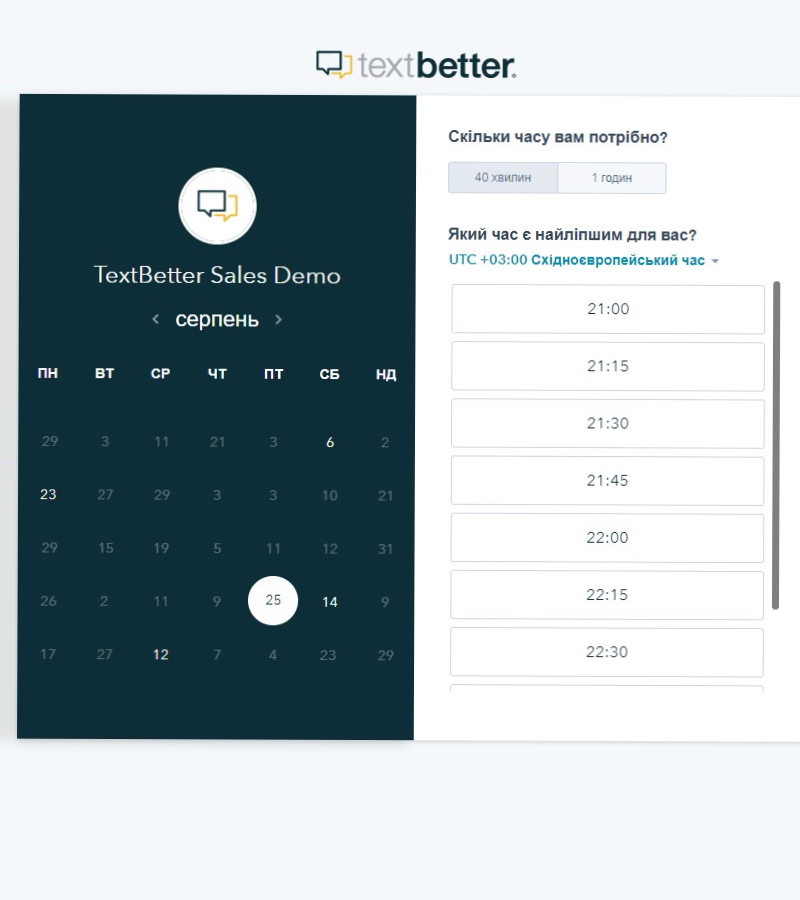 textbetter.
TextBetter Sales Demo
серпень
ПН ВТ СР ЧТ ПТ СБ НД
29 3 11 21 3 6 2
23 27 29 3 3 10 21
29 15 19 5 11 12 31
26 2 11 9 25 14 9
17 27 12 7 4 23 29
Скільки часу вам потрібно?
40 хвилин 1 годин
Який час є найліпшим для вас?
UTC +03:00 Східноєвропейський час
21:00
21:15
21:30
21:45
22:00
22:15
22:30